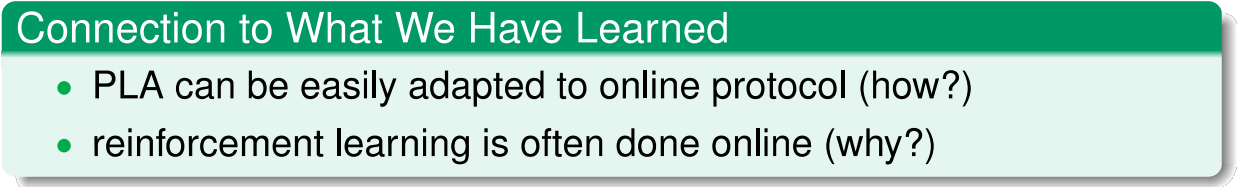 Connection to What We Have Learned
• PLA can be easily adapted to online protocol (how?)
• reinforcement learning is often done online (why?)